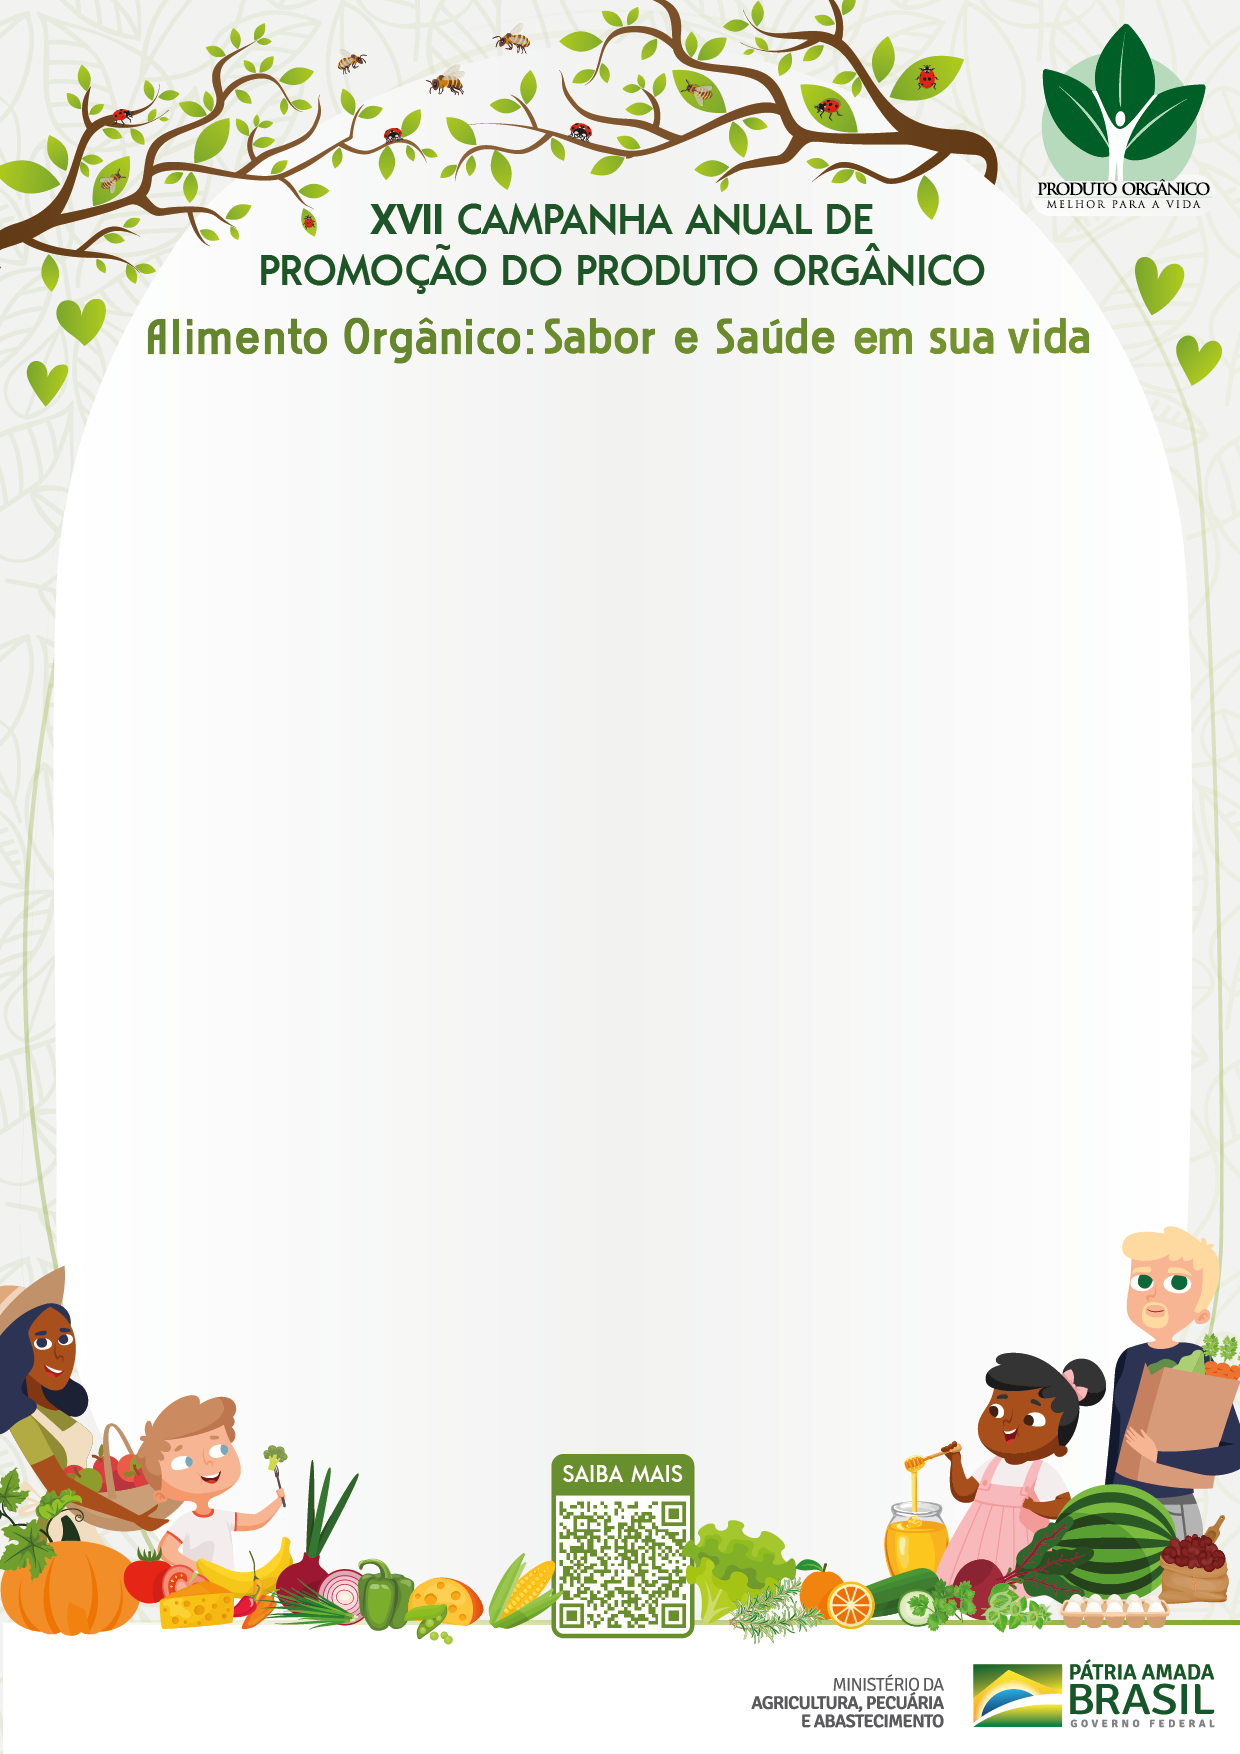 PRODUTO ORGÂNICO
MELHOR PARA A VIDA
XVII CAMPANHA ANUAL DE
PROMOÇÃO DO PRODUTO ORGÂNICO
Alimento Orgânico: Sabor e Saúde em sua vida
SAIBA MAIS
MINISTÉRIO DA
AGRICULTURA, PECUÁRIA
E ABASTECIMENTO
PÁTRIA AMADA
BRASIL
GOVERNO FEDERAL